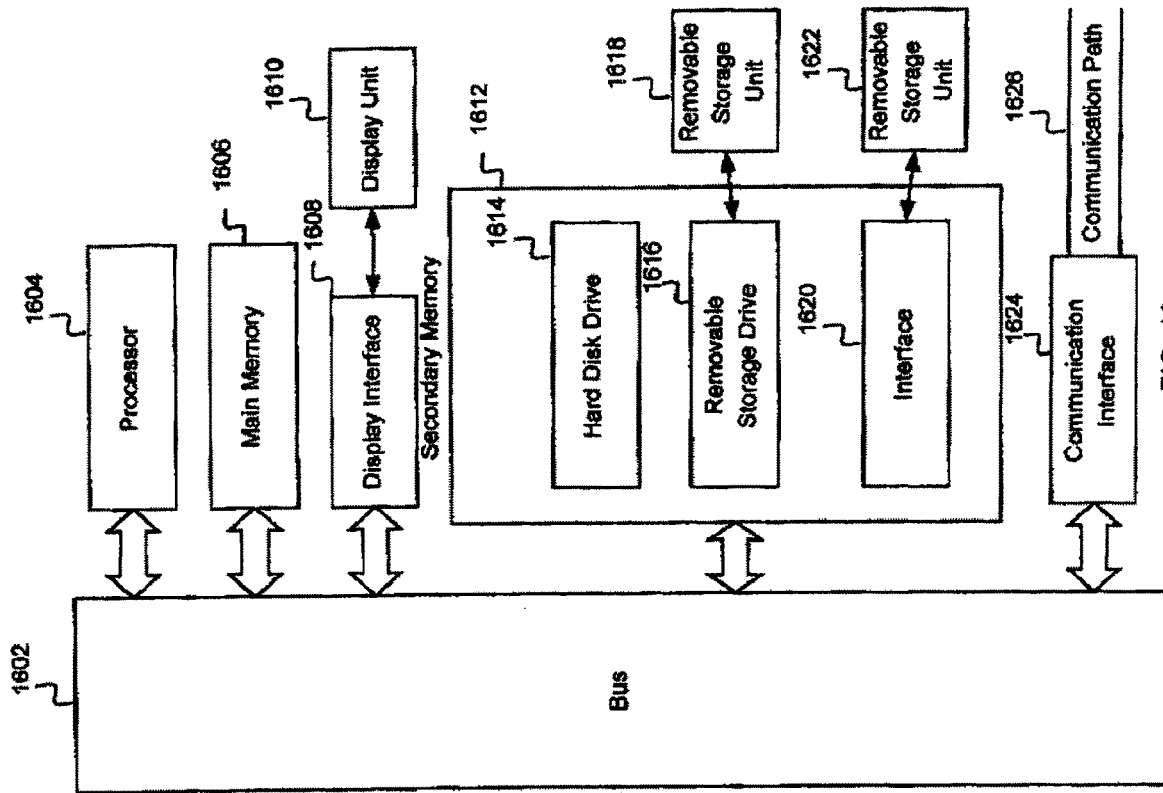 1602
Bus
1604
Processor
1606
Main Memory
1608
Display Interface
1610
Display Unit
Secondary Memory
1612
1614
Hard Disk Drive
1616
Removable
Storage Drive
1618
Removable
Storage
Unit
1620
Interface
1622
Removable
Storage
Unit
1624
Communication
Interface
1626
Communication Path